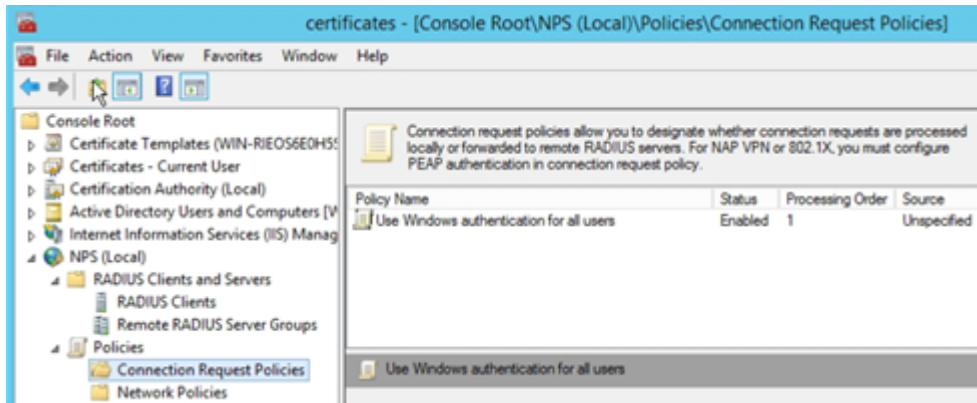 certificates - [Console Root\NPS (Local)\Policies\Connection Request Policies]
File Action View Favorites Window Help
Console Root
Certificate Templates (WIN-RIEOS6E0H5
Certificates - Current User
Certification Authority (Local)
Active Directory Users and Computers [W
Internet Information Services (IIS) Manag
NPS (Local)
RADIUS Clients and Servers
RADIUS Clients
Remote RADIUS Server Groups
Policies
Connection Request Policies
Network Policies
Connection request policies allow you to designate whether connection requests are processed
locally or forwarded to remote RADIUS servers. For NAP VPN or 802.1X, you must configure
PEAP authentication in connection request policy.
Policy Name Status Processing Order Source
Use Windows authentication for all users Enabled 1 Unspecified
Use Windows authentication for all users